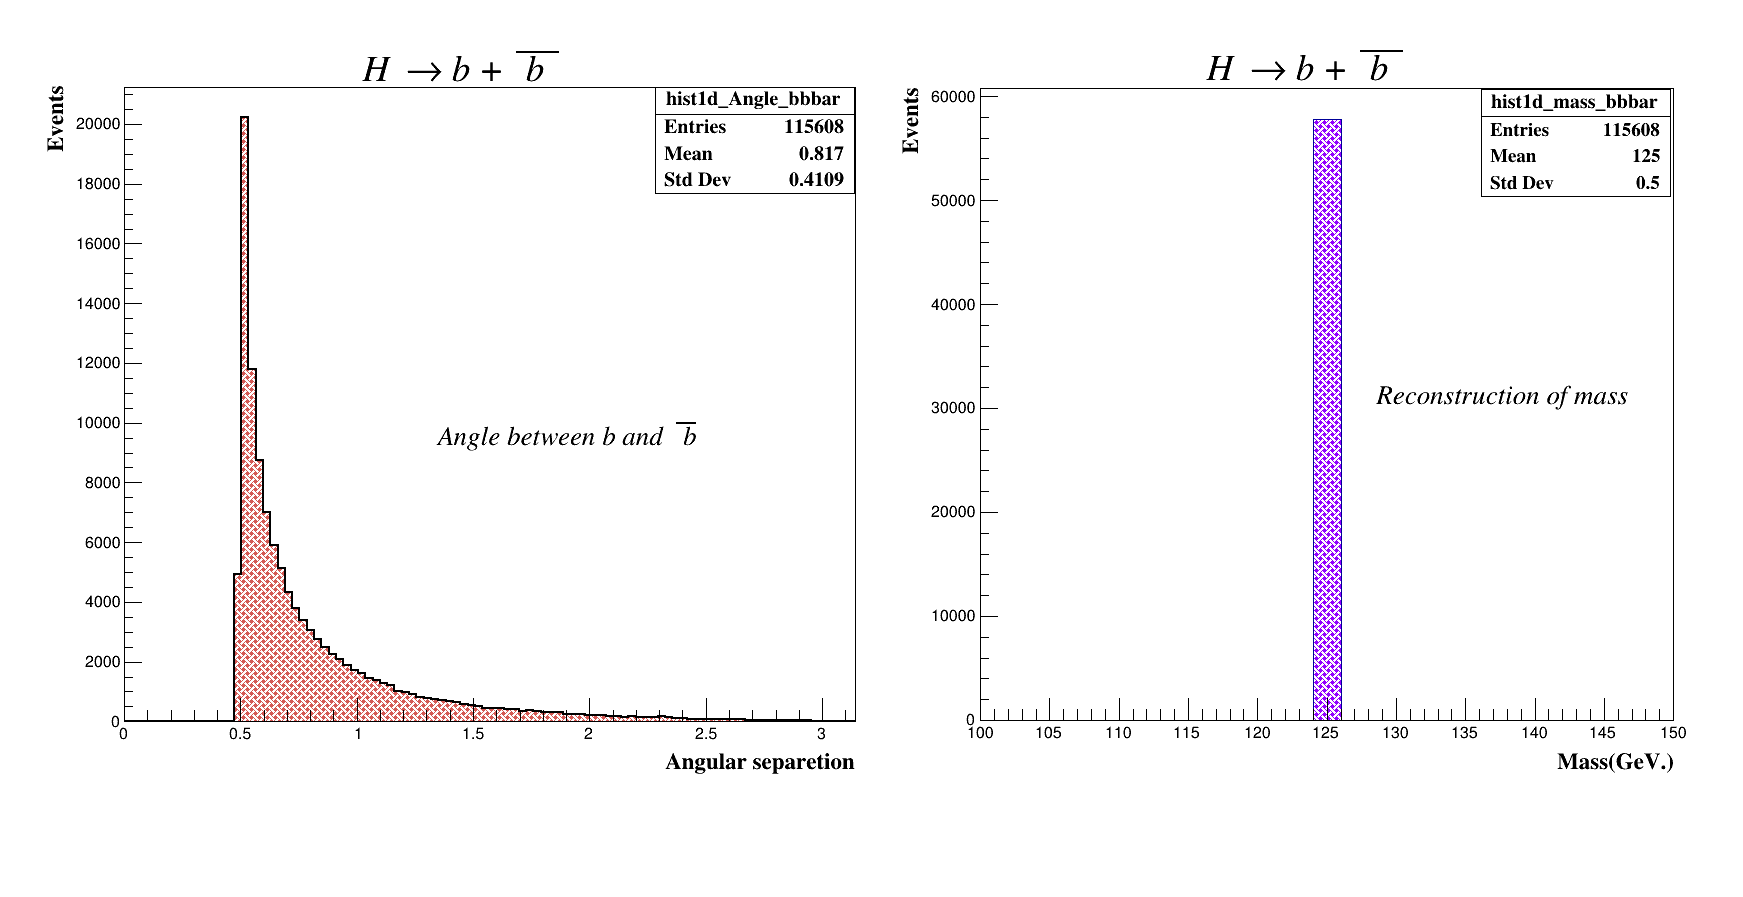 H → b + b̅
Events
hist1d_Angle_bbbar
Entries 115608
Mean 0.817
Std Dev 0.4109
20000
18000
16000
14000
12000
10000
8000
6000
4000
2000
0
Angle between b and b̅
0 0.5 1 1.5 2 2.5 3
Angular separetion
H → b + b̅
Events
hist1d_mass_bbbar
Entries 115608
Mean 125
Std Dev 0.5
60000
50000
40000
30000
20000
10000
0
Reconstruction of mass
100 105 110 115 120 125 130 135 140 145 150
Mass(GeV.)